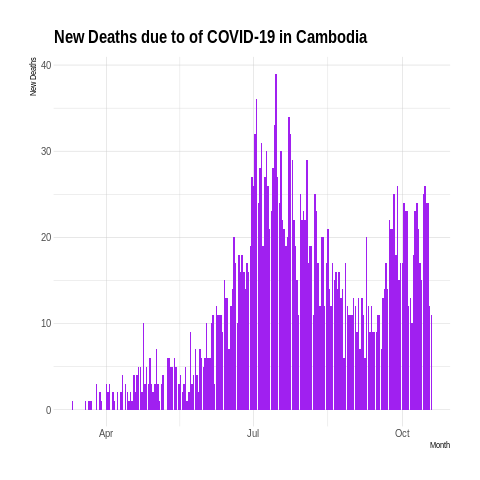 New Deaths due to of COVID-19 in Cambodia
New Deaths
40
30
20
10
0
Apr
Jul
Oct
Month